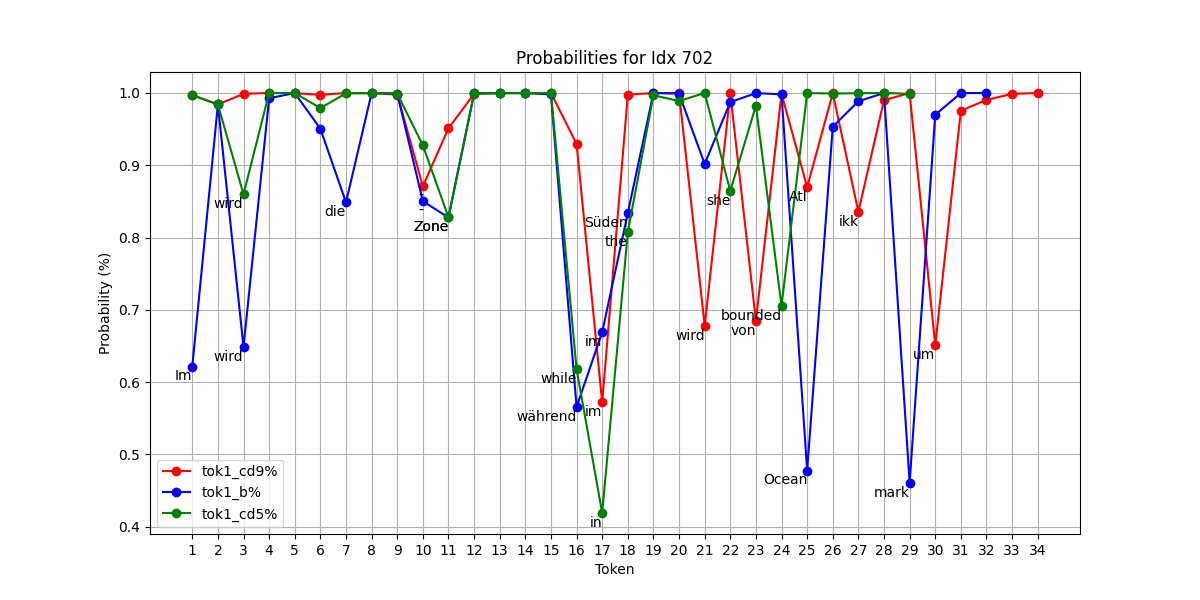 Probabilities for Idx 702
Probability (%)
1.0
0.9
0.8
0.7
0.6
0.5
0.4
Im
wird
wird
die
-
Zone
während
while
im
im
in
Süden
the
wird
she
bounded
von
Atl
Ocean
ikk
mark
um
tok1_cd9%
tok1_b%
tok1_cd5%
1 2 3 4 5 6 7 8 9 10 11 12 13 14 15 16 17 18 19 20 21 22 23 24 25 26 27 28 29 30 31 32 33 34
Token